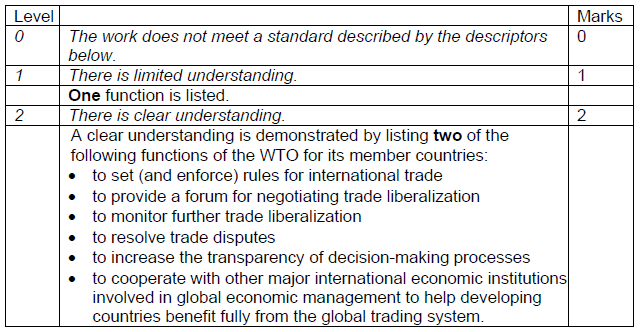 Level Marks
0 The work does not meet a standard described by the descriptors 0
below.
1 There is limited understanding. 1
One function is listed.
2 There is clear understanding. 2
A clear understanding is demonstrated by listing two of the
following functions of the WTO for its member countries:
• to set (and enforce) rules for international trade
• to provide a forum for negotiating trade liberalization
• to monitor further trade liberalization
• to resolve trade disputes
• to increase the transparency of decision-making processes
• to cooperate with other major international economic institutions
involved in global economic management to help developing
countries benefit fully from the global trading system.